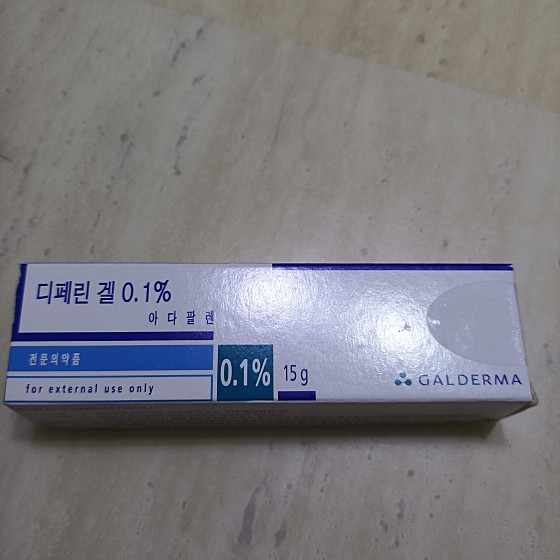 디페린 겔 0.1%
아다팔렌
전문의약품
for external use only
0.1%
15g
GALDERMA